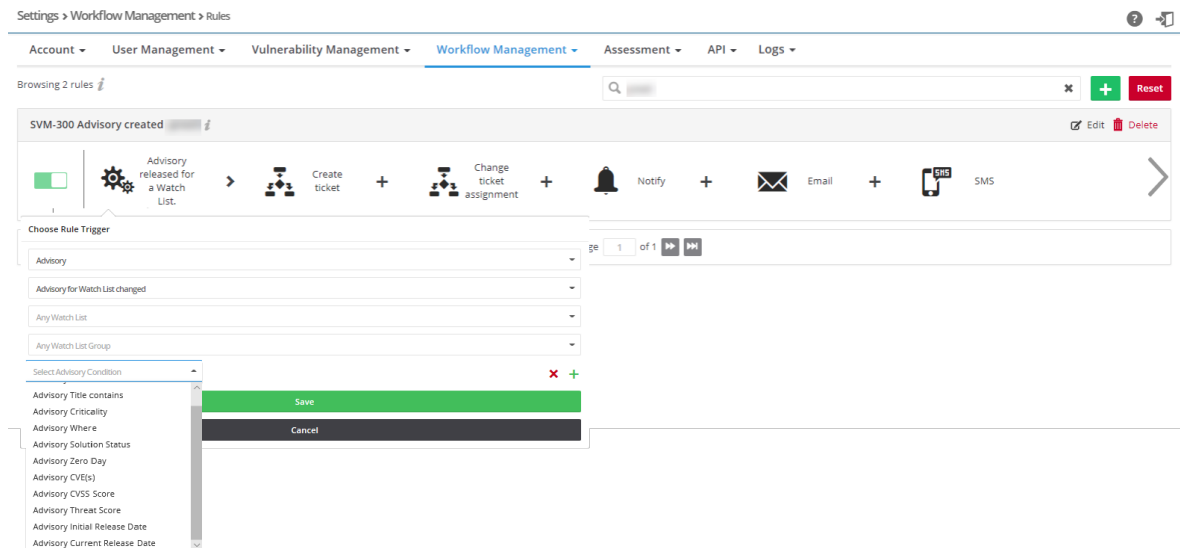 Settings > Workflow Management > Rules
Account User Management Vulnerability Management Workflow Management Assessment API Logs
Browsing 2 rules i
Reset
SVM-300 Advisory created i
Edit Delete
Advisory
released for
a Watch
List.
Create
ticket
Change
ticket
assignment
Notify
Email
SMS
SMS
Choose Rule Trigger
1 of 1
Advisory
Advisory for Watch List changed
Any Watch List
Any Watch List Group
Select Advisory Condition
Advisory Title contains
Save
Advisory Criticality
Advisory Where
Cancel
Advisory Solution Status
Advisory Zero Day
Advisory CVE(s)
Advisory CVSS Score
Advisory Threat Score
Advisory Initial Release Date
Advisory Current Release Date